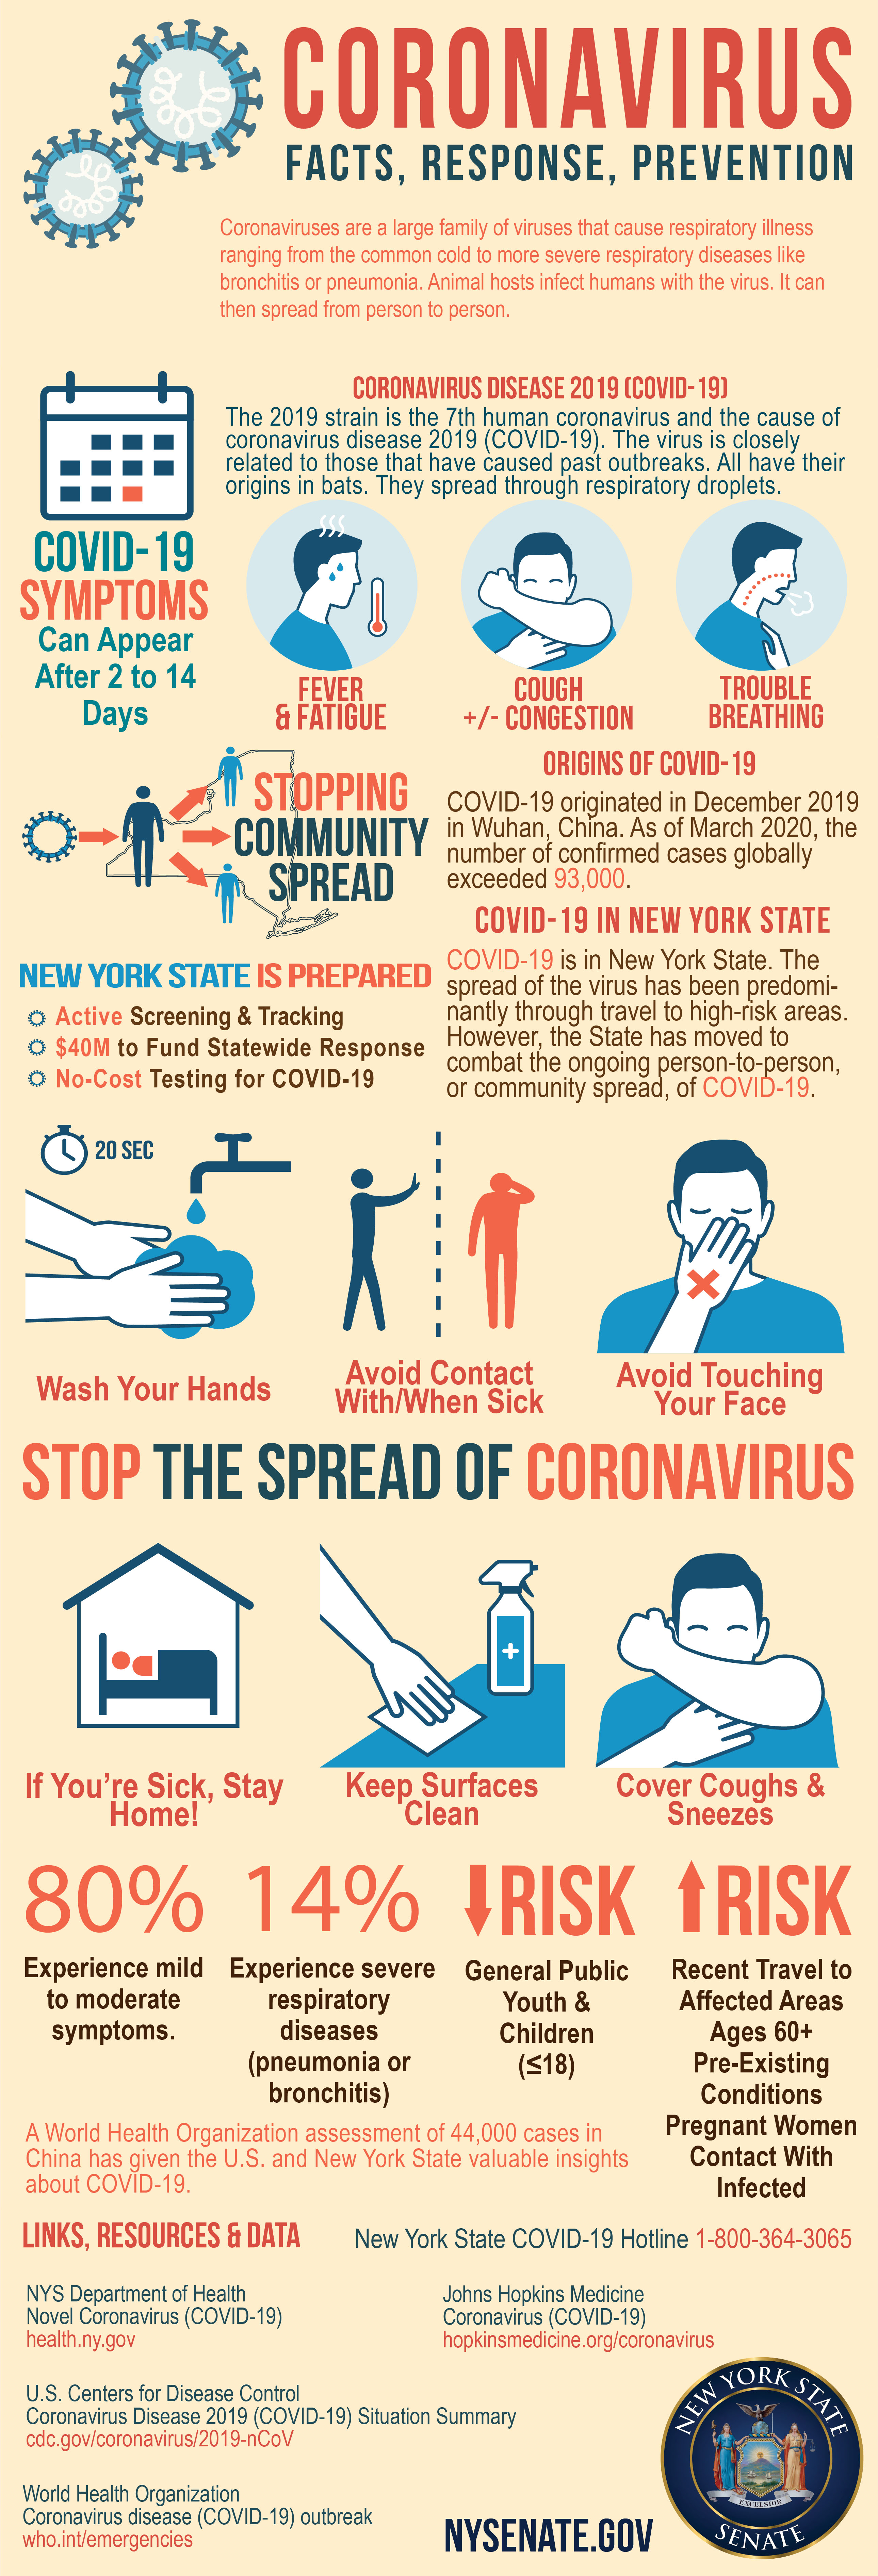 CORONAVIRUS
FACTS, RESPONSE, PREVENTION
Coronaviruses are a large family of viruses that cause respiratory illness
ranging from the common cold to more severe respiratory diseases like
bronchitis or pneumonia. Animal hosts infect humans with the virus. It can
then spread from person to person.
CORONAVIRUS DISEASE 2019 (COVID-19)
The 2019 strain is the 7th human coronavirus and the cause of
coronavirus disease 2019 (COVID-19). The virus is closely
related to those that have caused past outbreaks. All have their
origins in bats. They spread through respiratory droplets.
COVID-19
SYMPTOMS
Can Appear
After 2 to 14
Days
FEVER
& FATIGUE
COUGH
+/- CONGESTION
TROUBLE
BREATHING
STOPPING
COMMUNITY
SPREAD
ORIGINS OF COVID-19
COVID-19 originated in December 2019
in Wuhan, China. As of March 2020, the
number of confirmed cases globally
exceeded 93,000.
COVID-19 IN NEW YORK STATE
COVID-19 is in New York State. The
spread of the virus has been predomi-
nantly through travel to high-risk areas.
However, the State has moved to
combat the ongoing person-to-person,
or community spread, of COVID-19.
NEW YORK STATE IS PREPARED
Active Screening & Tracking
$40M to Fund Statewide Response
No-Cost Testing for COVID-19
20 SEC
Wash Your Hands
Avoid Contact
With/When Sick
Avoid Touching
Your Face
STOP THE SPREAD OF CORONAVIRUS
If You're Sick, Stay
Home!
Keep Surfaces
Clean
Cover Coughs &
Sneezes
80%
Experience mild
to moderate
symptoms.
14%
Experience severe
respiratory
diseases
(pneumonia or
bronchitis)
RISK
General Public
Youth &
Children
(≤18)
RISK
Recent Travel to
Affected Areas
Ages 60+
Pre-Existing
Conditions
Pregnant Women
Contact With
Infected
A World Health Organization assessment of 44,000 cases in
China has given the U.S. and New York State valuable insights
about COVID-19.
LINKS, RESOURCES & DATA
New York State COVID-19 Hotline 1-800-364-3065
NYS Department of Health
Novel Coronavirus (COVID-19)
health.ny.gov
Johns Hopkins Medicine
Coronavirus (COVID-19)
hopkinsmedicine.org/coronavirus
U.S. Centers for Disease Control
Coronavirus Disease 2019 (COVID-19) Situation Summary
cdc.gov/coronavirus/2019-nCoV
World Health Organization
Coronavirus disease (COVID-19) outbreak
who.int/emergencies
NYSENATE.GOV
NEW YORK STATE
EXCELSIOR
SENATE